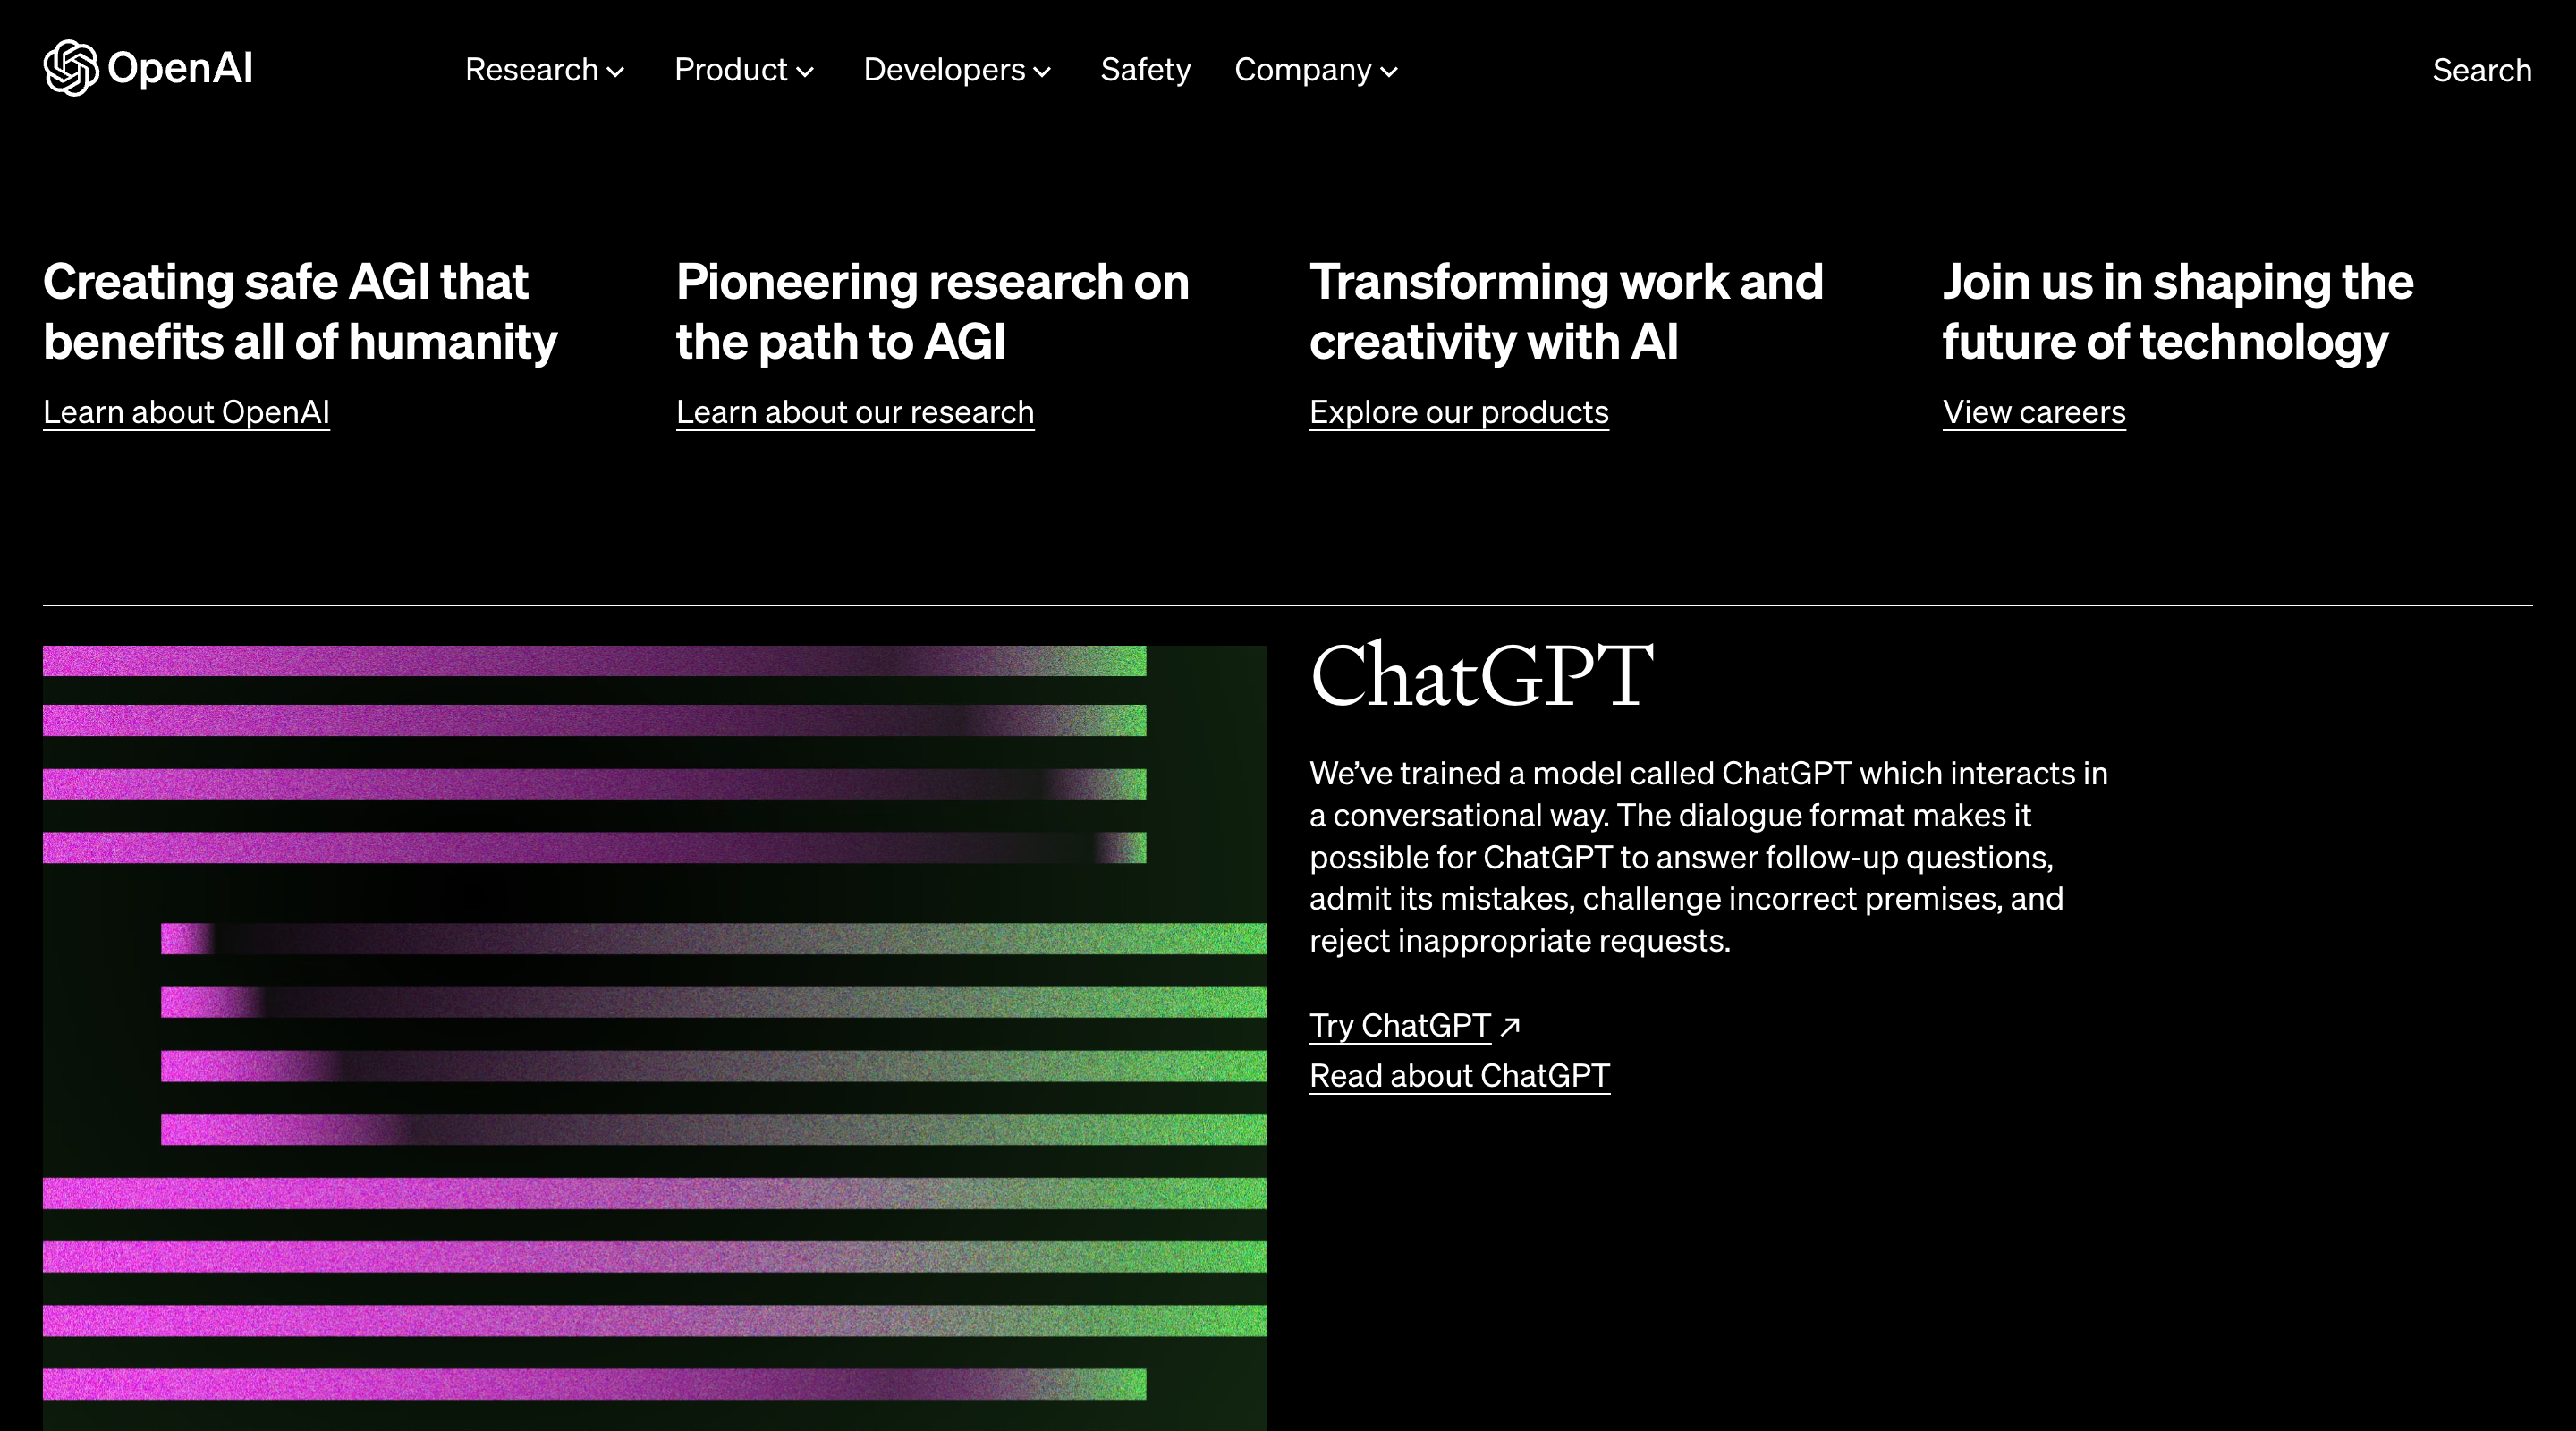 OpenAI
Research
Product
Developers
Safety
Company
Search
Creating safe AGI that
benefits all of humanity
Learn about OpenAI
Pioneering research on
the path to AGI
Learn about our research
Transforming work and
creativity with AI
Explore our products
Join us in shaping the
future of technology
View careers
ChatGPT
We’ve trained a model called ChatGPT which interacts in
a conversational way. The dialogue format makes it
possible for ChatGPT to answer follow-up questions,
admit its mistakes, challenge incorrect premises, and
reject inappropriate requests.
Try ChatGPT ↗
Read about ChatGPT